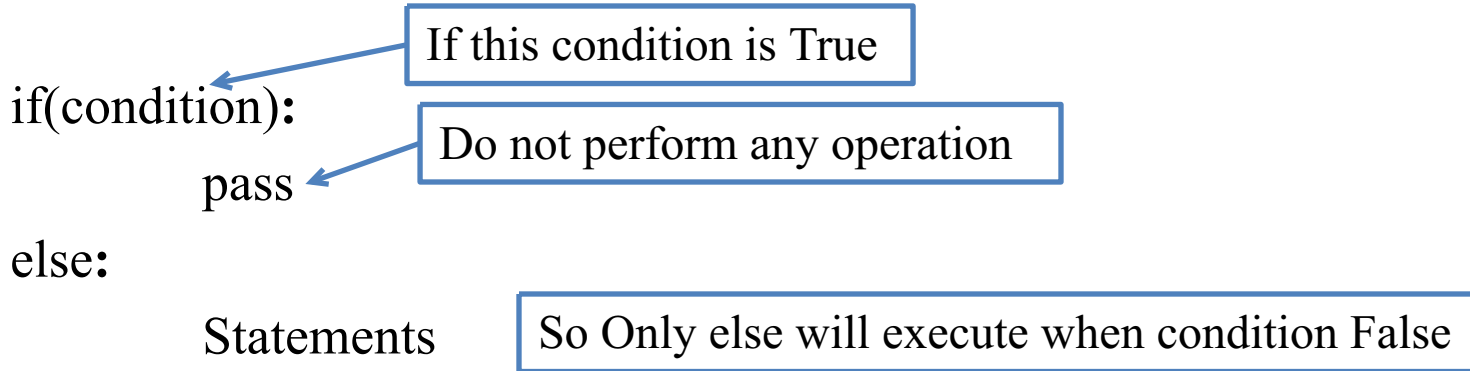 If this condition is True
if(condition):
Do not perform any operation
pass
else:
Statements
So Only else will execute when condition False